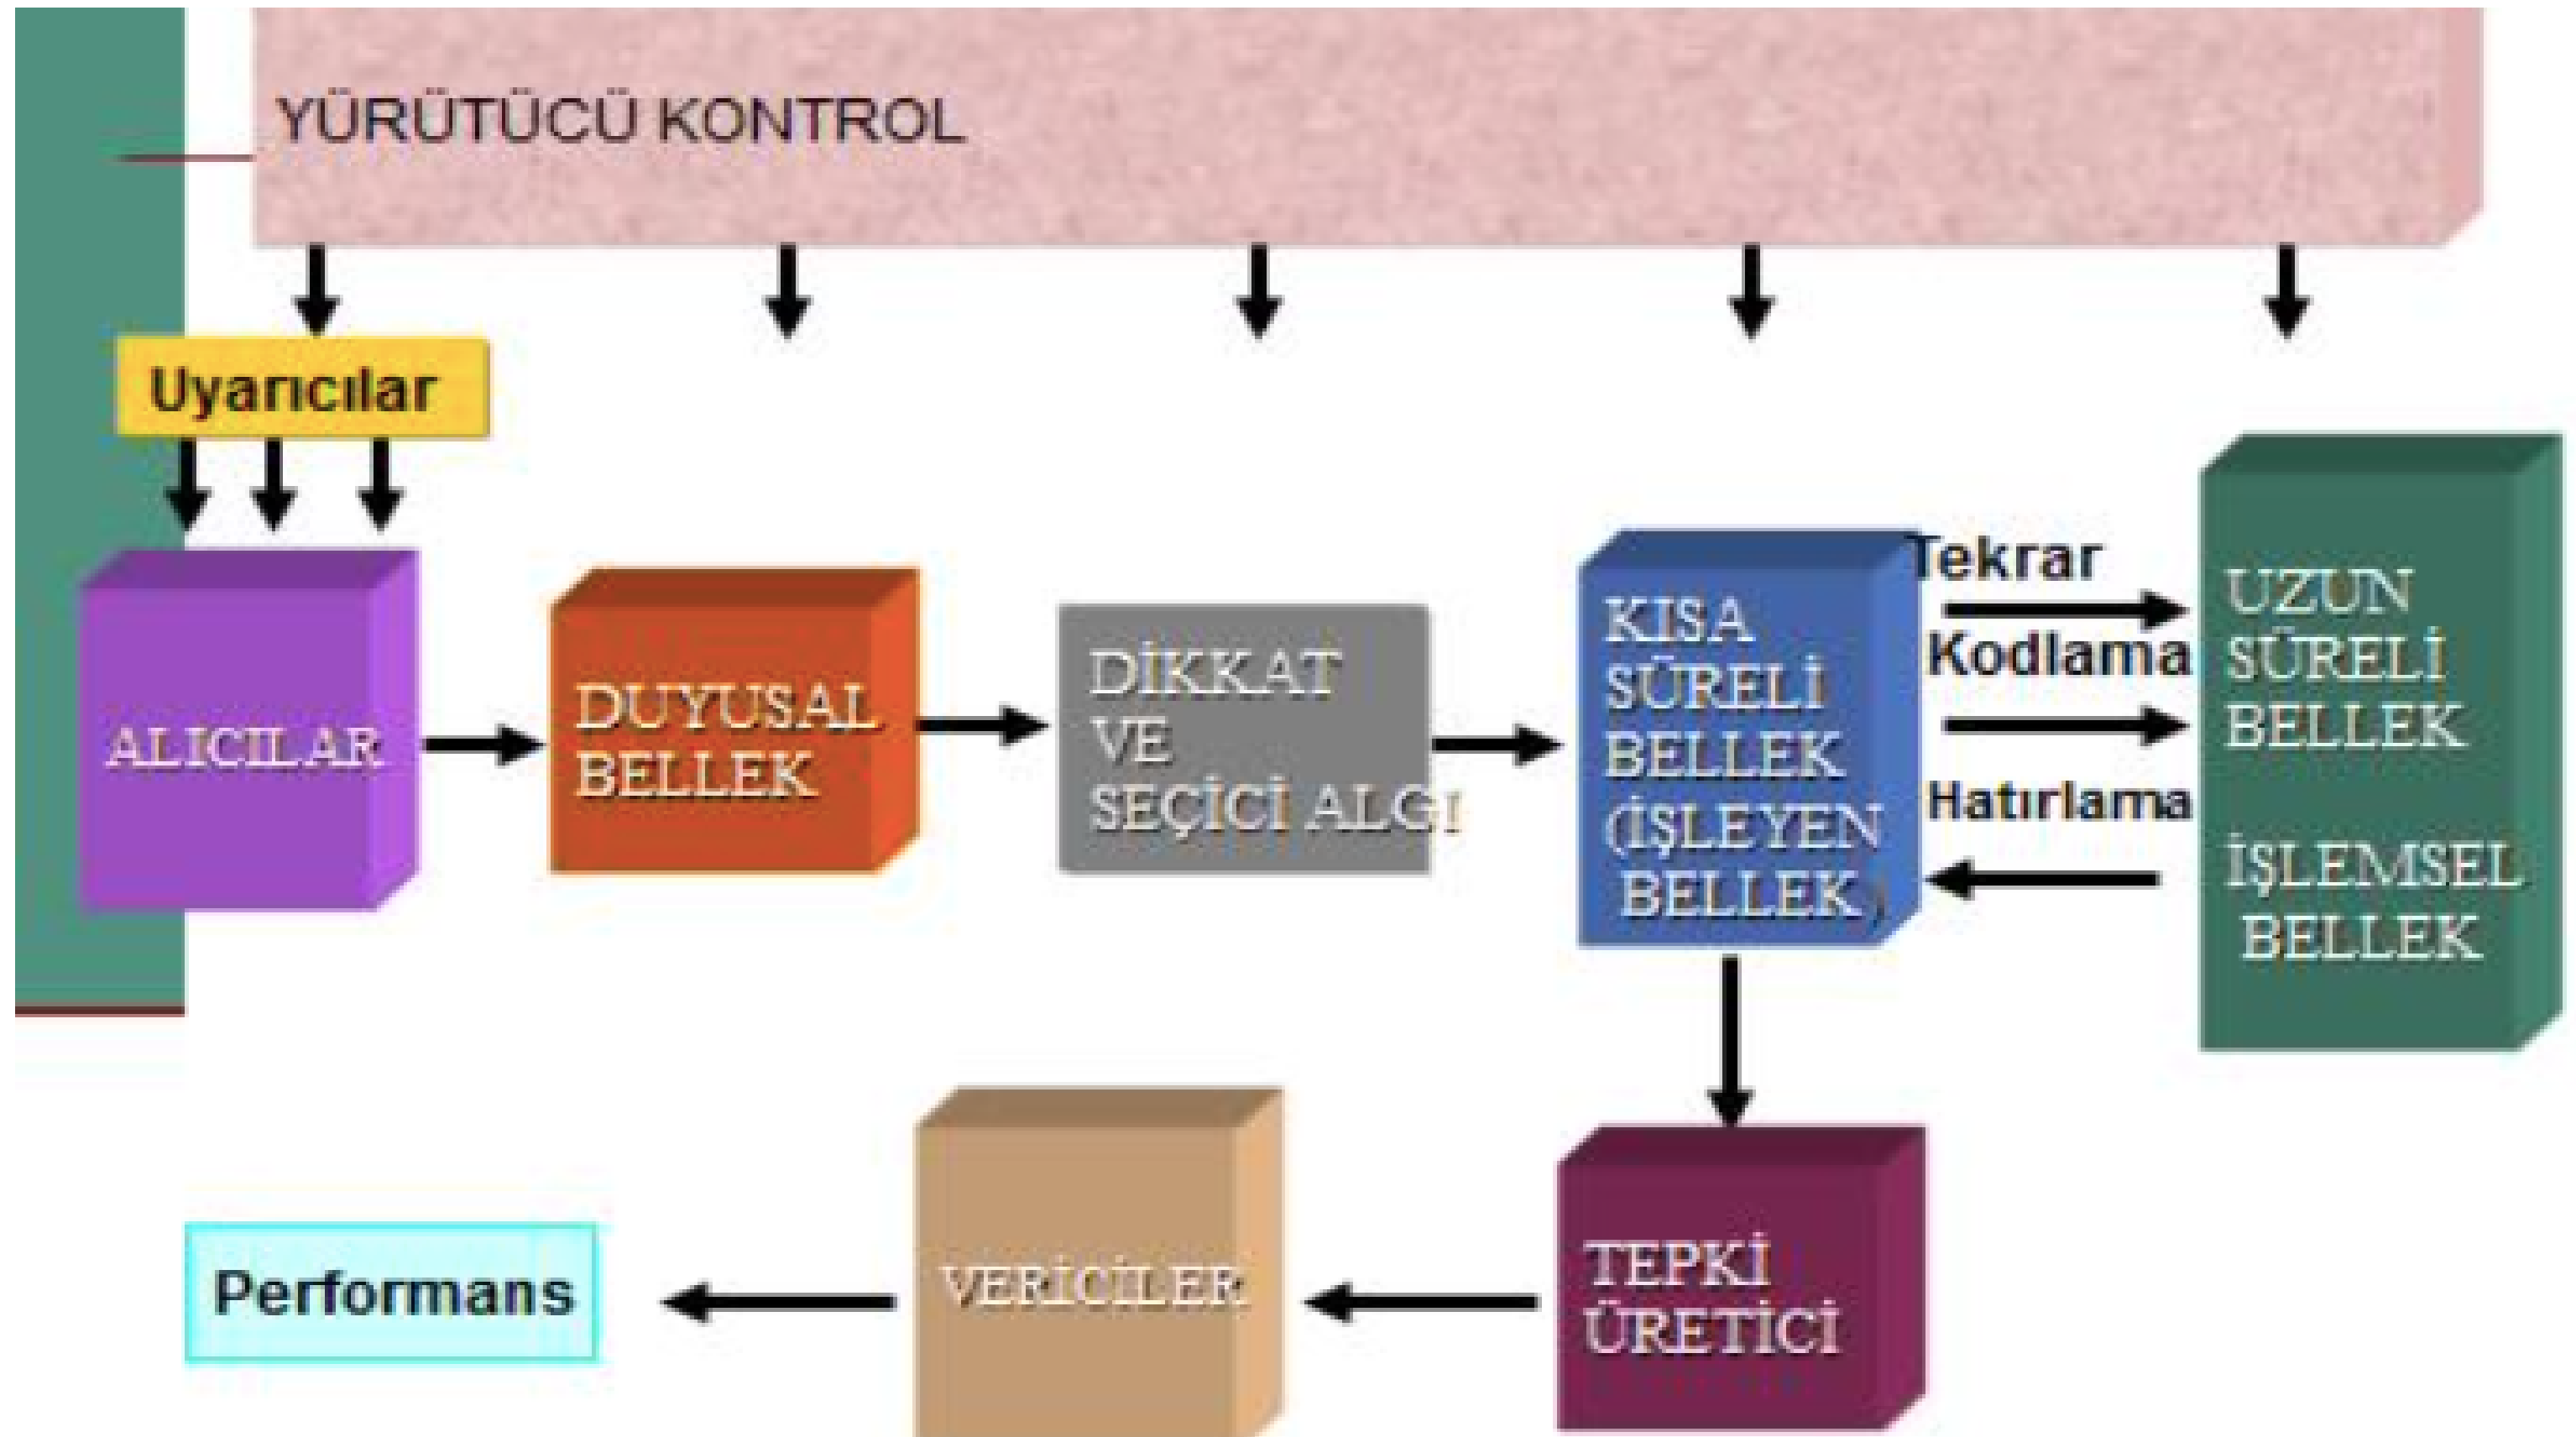 YÜRÜTÜCÜ KONTROL
Uyarıcılar
ALICILAR
DUYUSAL
BELLEK
DİKKAT
VE
SEÇİCİ ALGI
KISA
SÜRELİ
BELLEK
(İŞLEYEN
BELLEK)
Tekrar
Kodlama
Hatırlama
UZUN
SÜRELİ
BELLEK
İŞLEMSEL
BELLEK
Performans
VERİCİLER
TEPKİ
ÜRETİCİ